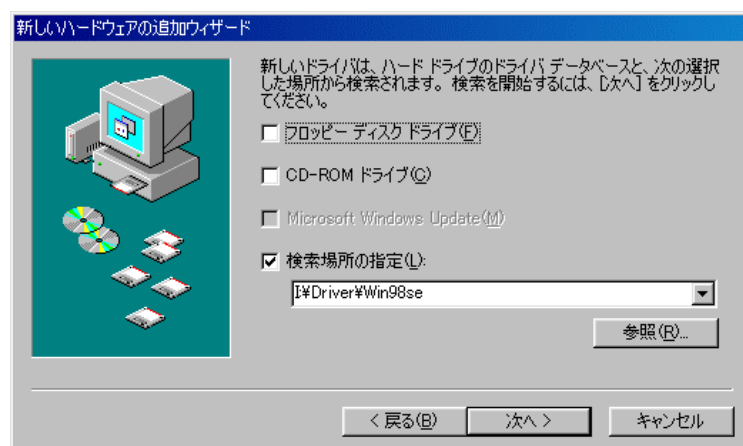 新しいハードウェアの追加ウィザード
新しいドライバは、ハード ドライブのドライバ データベースと、次の選択
した場所から検索されます。検索を開始するには、[次へ] をクリックし
てください。
フロッピー ディスク ドライブ(F)
CD-ROM ドライブ(C)
Microsoft Windows Update(M)
検索場所の指定(L):
I¥Driver¥Win98se
参照(R)...
< 戻る(B)
次へ >
キャンセル